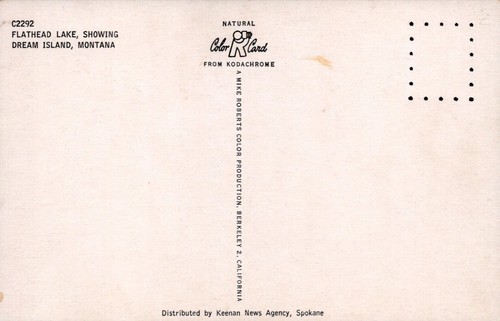 C2292
FLATHEAD LAKE, SHOWING
DREAM ISLAND, MONTANA
NATURAL
Color Card
FROM KODACHROME
A MIKE ROBERTS COLOR PRODUCTION, BERKELEY 2, CALIFORNIA
Distributed by Keenan News Agency, Spokane